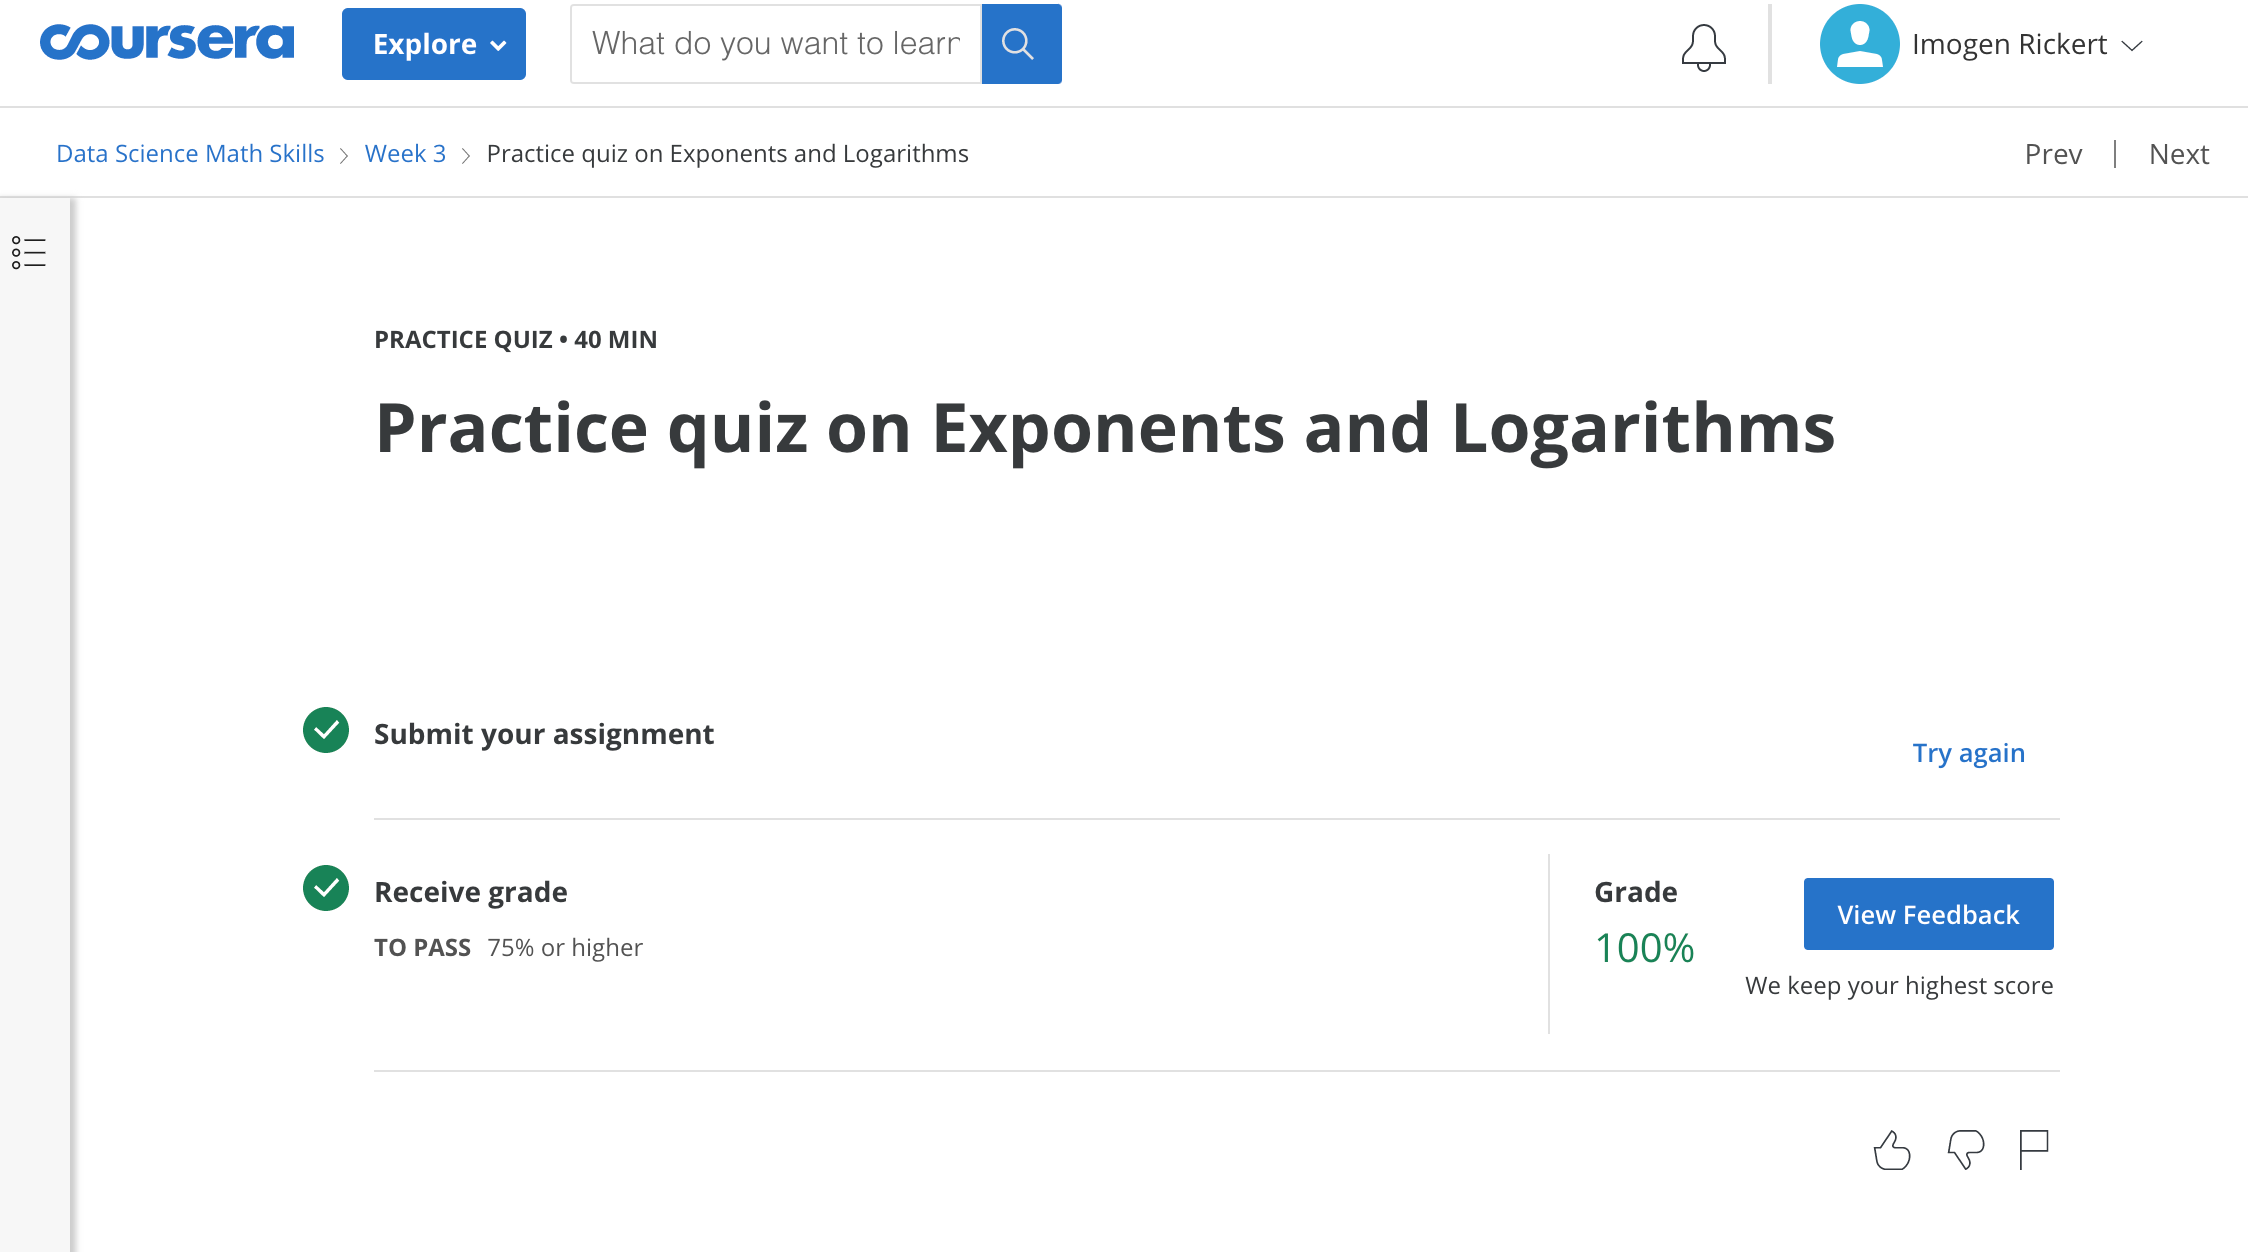 coursera
Explore
What do you want to learn
Imogen Rickert
Data Science Math Skills > Week 3 > Practice quiz on Exponents and Logarithms
Prev | Next
PRACTICE QUIZ • 40 MIN
Practice quiz on Exponents and Logarithms
Submit your assignment
Try again
Receive grade
TO PASS 75% or higher
Grade
100%
View Feedback
We keep your highest score